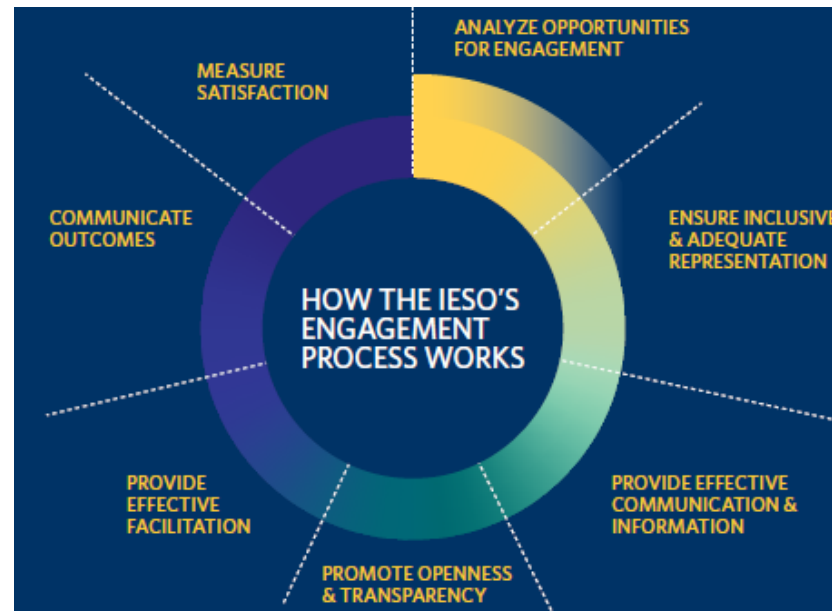 ANALYZE OPPORTUNITIES
FOR ENGAGEMENT
MEASURE
SATISFACTION
COMMUNICATE
OUTCOMES
ENSURE INCLUSIVE
& ADEQUATE
REPRESENTATION
HOW THE IESO'S
ENGAGEMENT
PROCESS WORKS
PROVIDE
EFFECTIVE
FACILITATION
PROVIDE EFFECTIVE
COMMUNICATION &
INFORMATION
PROMOTE OPENNESS
& TRANSPARENCY